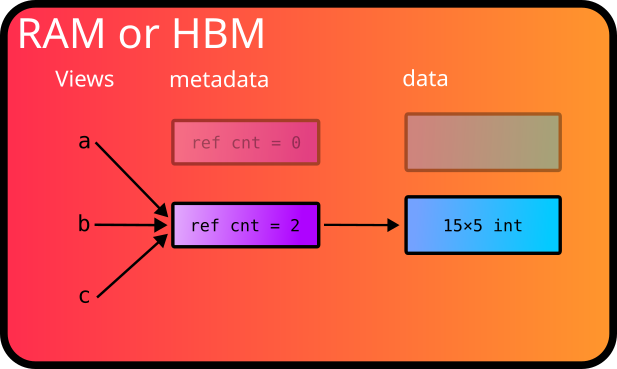 RAM or HBM
Views metadata data
a
ref cnt = 0
b
ref cnt = 2
15×5 int
c